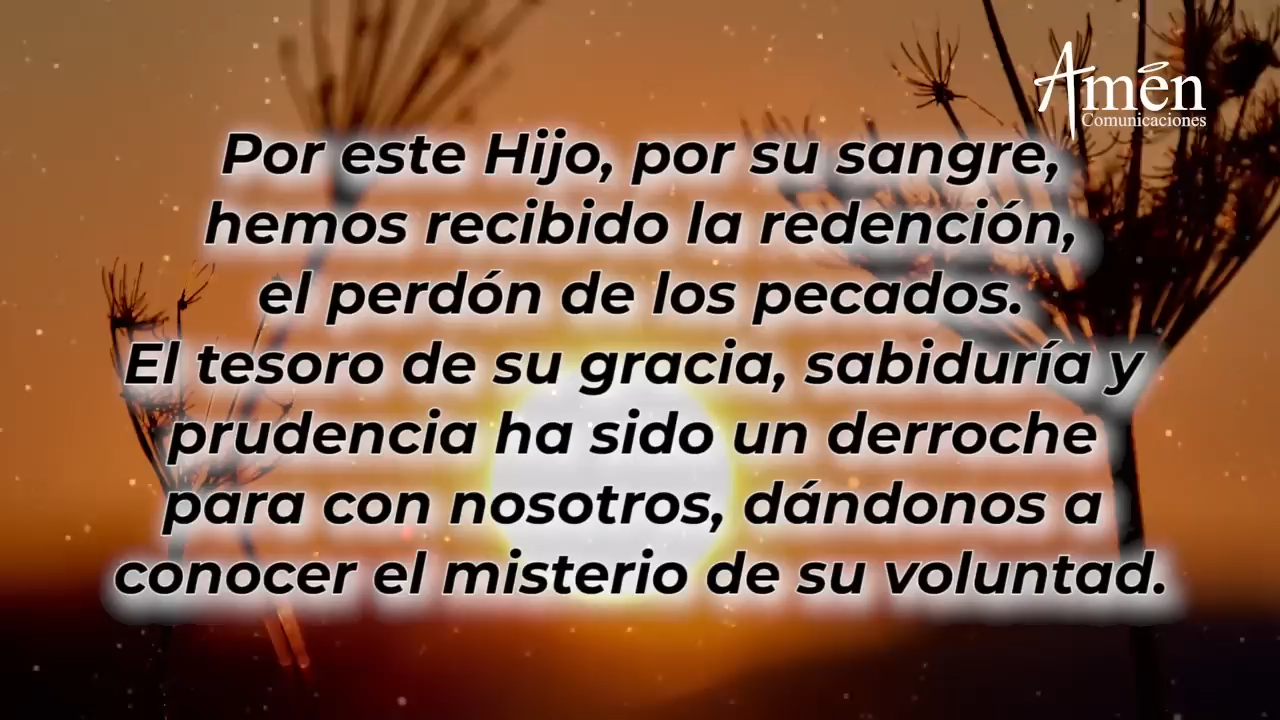 Amén
Comunicaciones
Por este Hijo, por su sangre,
hemos recibido la redención,
el perdón de los pecados.
El tesoro de su gracia, sabiduría y
prudencia ha sido un derroche
para con nosotros, dándonos a
conocer el misterio de su voluntad.